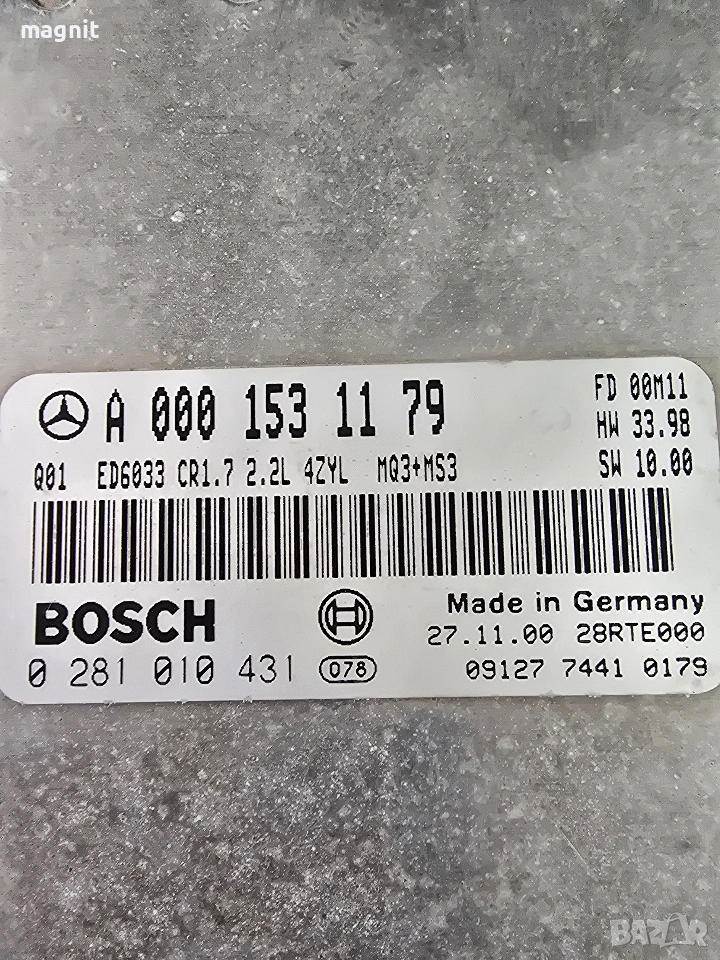 magnit
A 000 153 11 79
FD 00M11
HW 33.98
SW 10.00
Q01 ED6033 CR1.7 2.2L 4ZYL MQ3+MS3
BOSCH
Made in Germany
27.11.00 28RTE000
0 281 010 431 078
09127 7441 0179
BAZAR